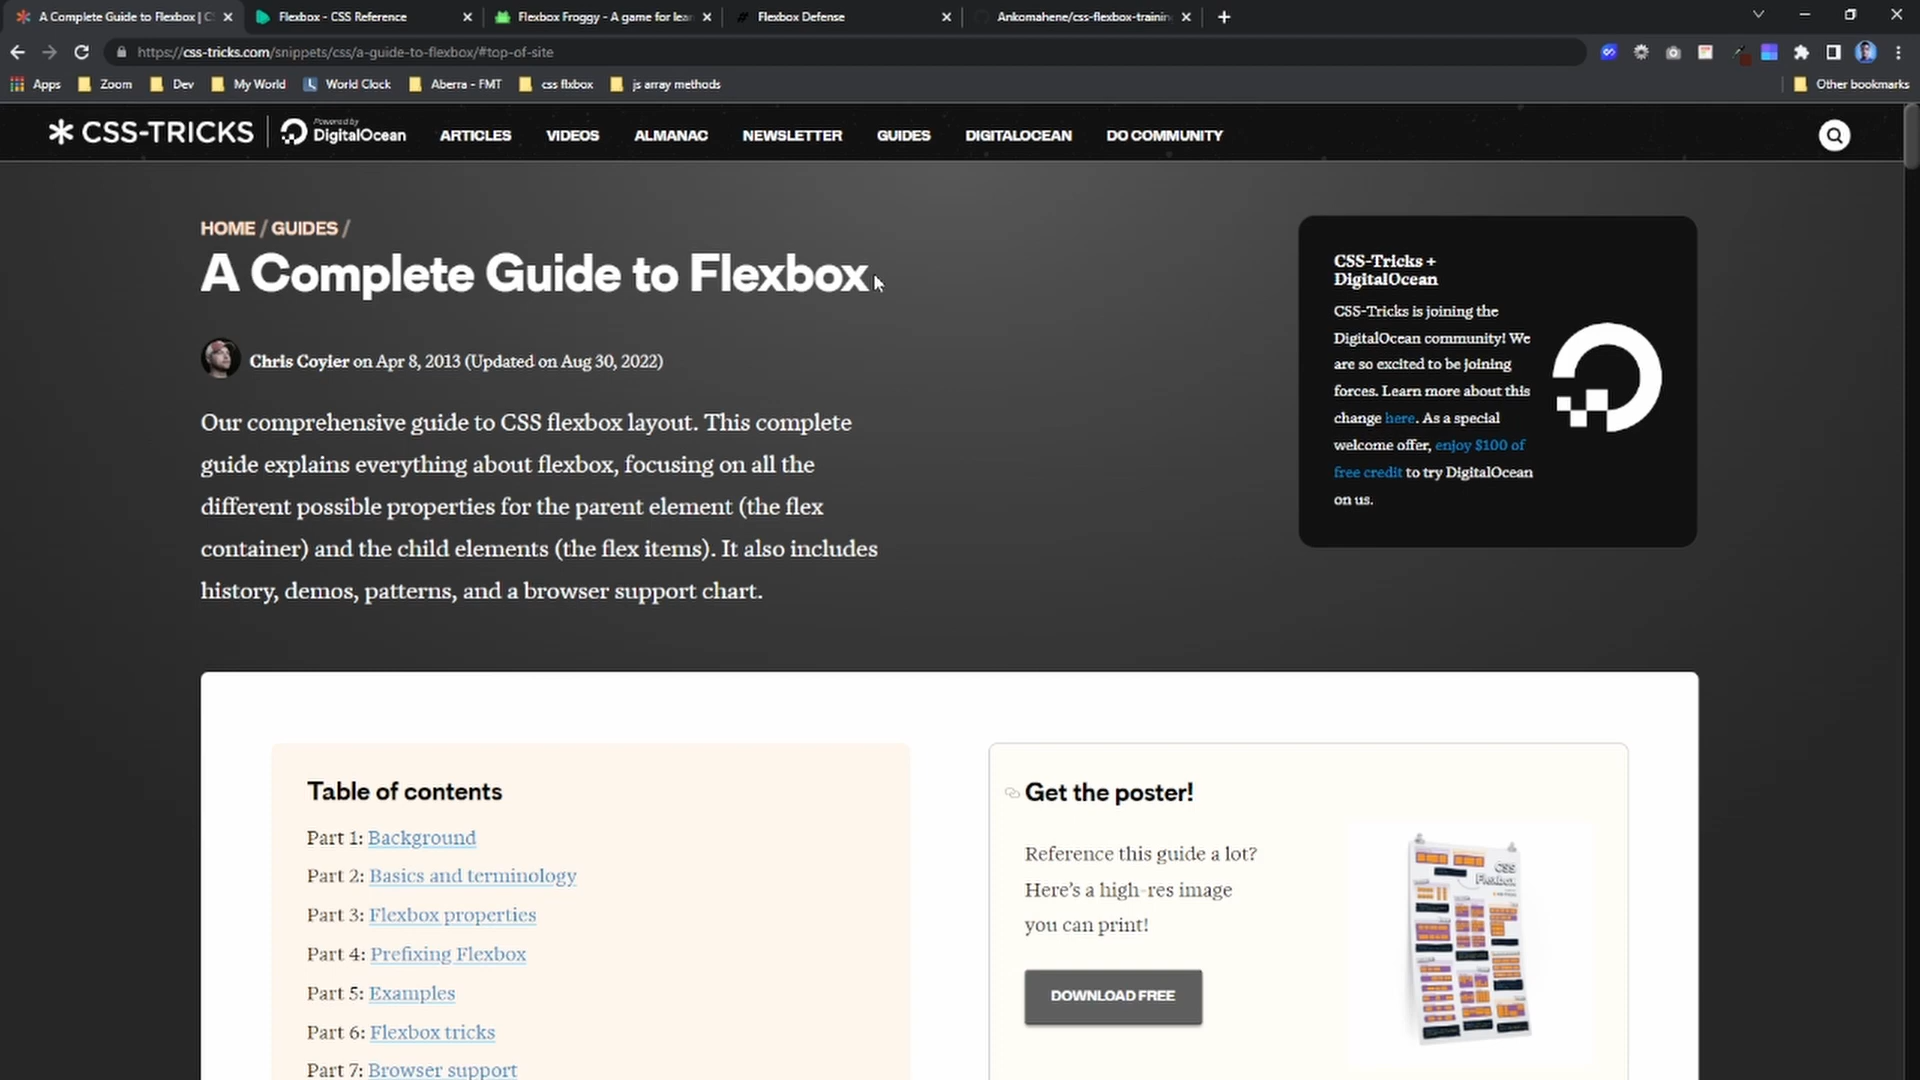 A Complete Guide to Flexbox | CS
Flexbox - CSS Reference
Flexbox Froggy - A game for lear
Flexbox Defense
Ankomahene/css-flexbox-trainin
https://css-tricks.com/snippets/css/a-guide-to-flexbox/#top-of-site
Apps
Zoom
Dev
My World
World Clock
Aberra - FMT
css flxbox
js array methods
Other bookmarks
CSS-TRICKS
Powered by
DigitalOcean
ARTICLES
VIDEOS
ALMANAC
NEWSLETTER
GUIDES
DIGITALOCEAN
DO COMMUNITY
HOME / GUIDES /
A Complete Guide to Flexbox
Chris Coyier on Apr 8, 2013 (Updated on Aug 30, 2022)
Our comprehensive guide to CSS flexbox layout. This complete
guide explains everything about flexbox, focusing on all the
different possible properties for the parent element (the flex
container) and the child elements (the flex items). It also includes
history, demos, patterns, and a browser support chart.
CSS-Tricks +
DigitalOcean
CSS-Tricks is joining the
DigitalOcean community! We
are so excited to be joining
forces. Learn more about this
change here. As a special
welcome offer, enjoy $100 of
free credit to try DigitalOcean
on us.
Table of contents
Part 1: Background
Part 2: Basics and terminology
Part 3: Flexbox properties
Part 4: Prefixing Flexbox
Part 5: Examples
Part 6: Flexbox tricks
Part 7: Browser support
Get the poster!
Reference this guide a lot?
Here's a high-res image
you can print!
DOWNLOAD FREE
CSS
Flexbox